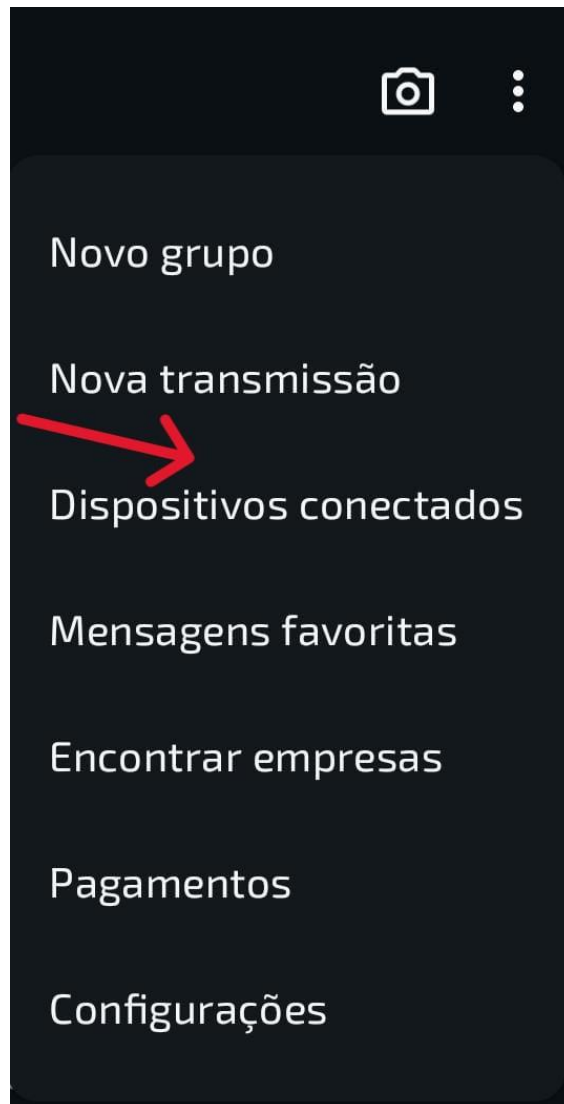 Novo grupo
Nova transmissão
Dispositivos conectados
Mensagens favoritas
Encontrar empresas
Pagamentos
Configurações